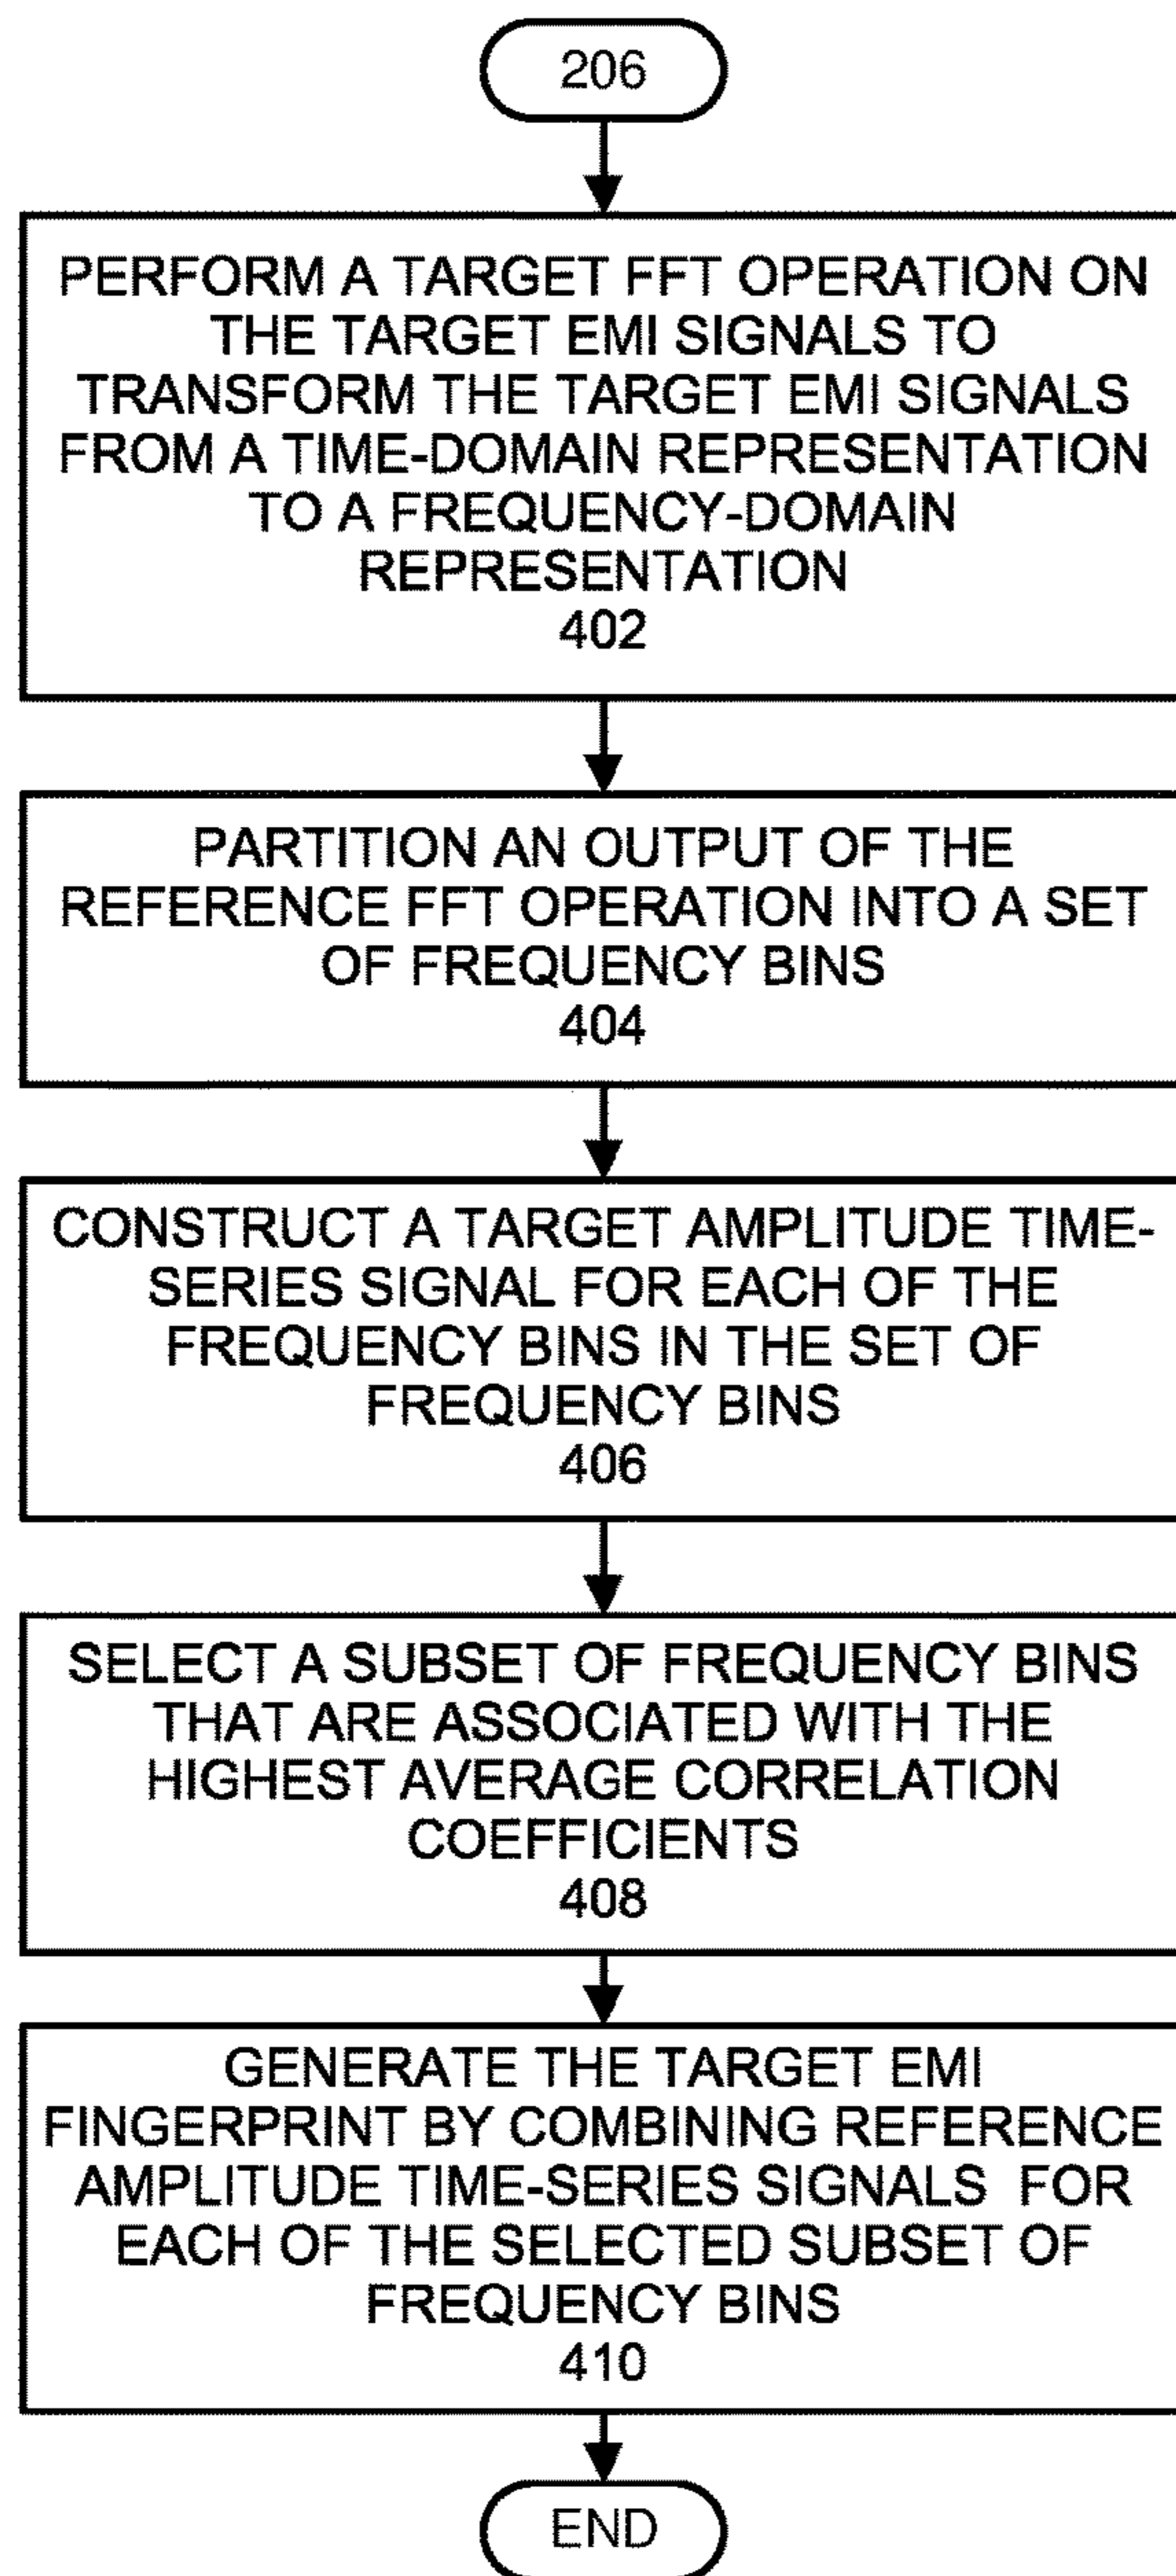 206
PERFORM A TARGET FFT OPERATION ON
THE TARGET EMI SIGNALS TO
TRANSFORM THE TARGET EMI SIGNALS
FROM A TIME-DOMAIN REPRESENTATION
TO A FREQUENCY-DOMAIN
REPRESENTATION
402
PARTITION AN OUTPUT OF THE
REFERENCE FFT OPERATION INTO A SET
OF FREQUENCY BINS
404
CONSTRUCT A TARGET AMPLITUDE TIME-
SERIES SIGNAL FOR EACH OF THE
FREQUENCY BINS IN THE SET OF
FREQUENCY BINS
406
SELECT A SUBSET OF FREQUENCY BINS
THAT ARE ASSOCIATED WITH THE
HIGHEST AVERAGE CORRELATION
COEFFICIENTS
408
GENERATE THE TARGET EMI
FINGERPRINT BY COMBINING REFERENCE
AMPLITUDE TIME-SERIES SIGNALS FOR
EACH OF THE SELECTED SUBSET OF
FREQUENCY BINS
410
END